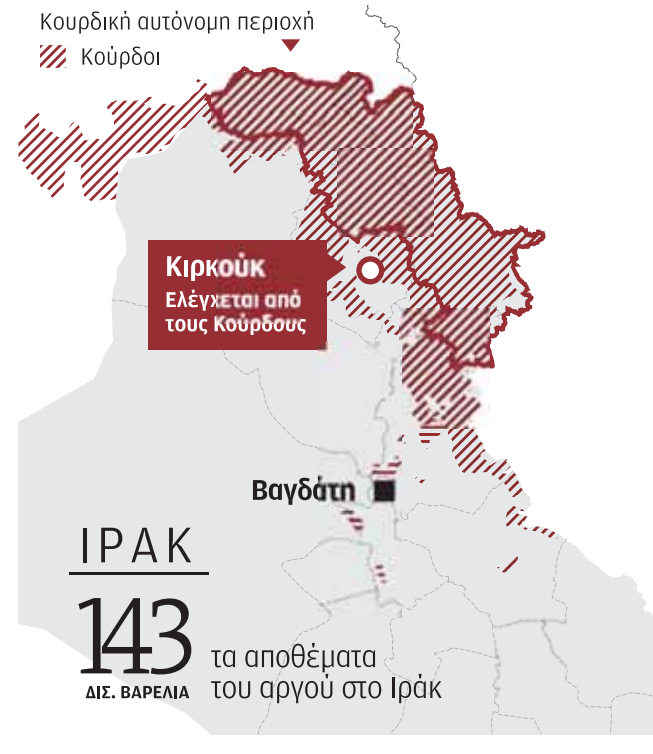 Κουρδική αυτόνομη περιοχή
Κούρδοι
Κιρκούκ
Ελέγχεται από
τους Κούρδους
Βαγδάτη
ΙΡΑΚ
143
ΔΙΣ. ΒΑΡΕΛΙΑ
τα αποθέματα
του αργού στο Ιράκ